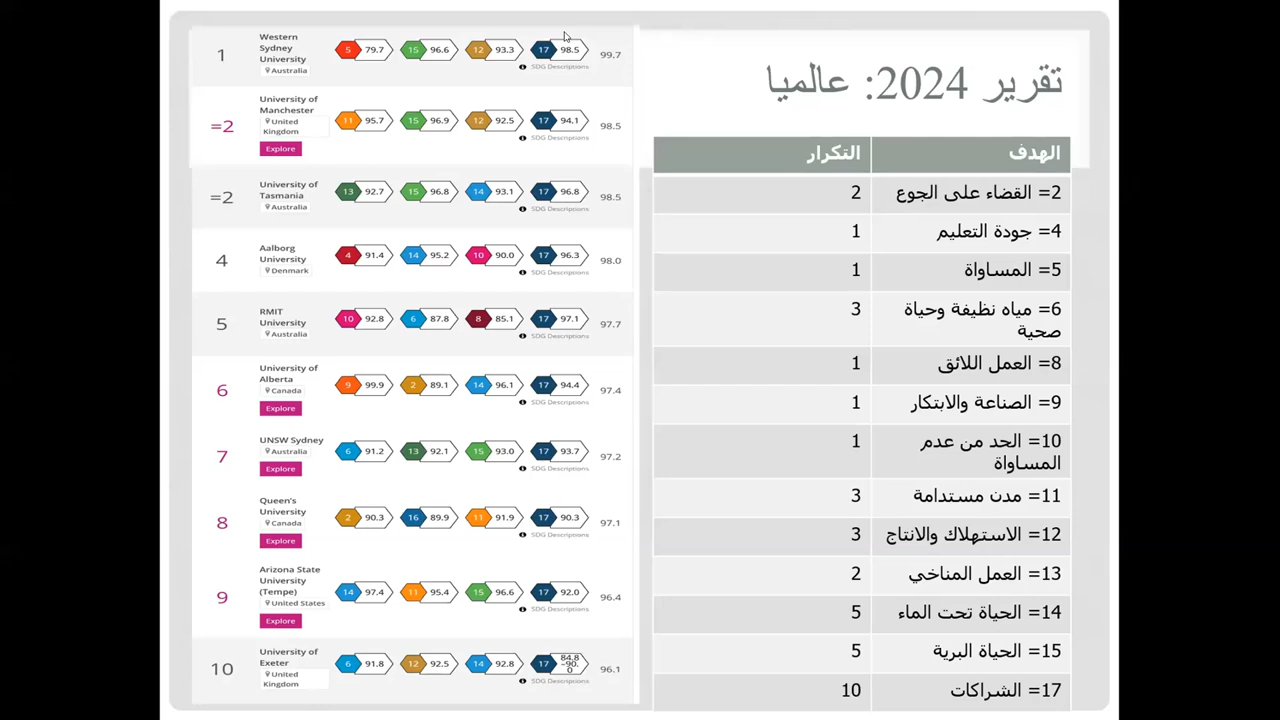 تقرير 2024: عالميا
الهدف التكرار
2= القضاء على الجوع 2
4= جودة التعليم 1
5= المساواة 1
6= مياه نظيفة وحياة
صحية 3
8= العمل اللائق 1
9= الصناعة والابتكار 1
10= الحد من عدم
المساواة 1
11= مدن مستدامة 3
12= الاستهلاك والانتاج 3
13= العمل المناخي 2
14= الحياة تحت الماء 5
15= الحياة البرية 5
17= الشراكات 10
1
Western
Sydney
University
Australia
5 79.7 15 96.6 12 93.3 17 98.5
SDG Descriptions
99.7
=2
University of
Manchester
United
Kingdom
Explore
11 95.7 15 96.9 12 92.5 17 94.1
SDG Descriptions
98.5
=2
University of
Tasmania
Australia
13 92.7 15 96.8 14 93.1 17 96.8
SDG Descriptions
98.5
4
Aalborg
University
Denmark
4 91.4 14 95.2 10 90.0 17 96.3
SDG Descriptions
98.0
5
RMIT
University
Australia
10 92.8 6 87.8 8 85.1 17 97.1
SDG Descriptions
97.7
6
University of
Alberta
Canada
Explore
9 99.9 2 89.1 14 96.1 17 94.4
SDG Descriptions
97.4
7
UNSW Sydney
Australia
Explore
6 91.2 13 92.1 15 93.0 17 93.7
SDG Descriptions
97.2
8
Queen's
University
Canada
Explore
2 90.3 16 89.9 11 91.9 17 90.3
SDG Descriptions
97.1
9
Arizona State
University
(Tempe)
United States
Explore
14 97.4 11 95.4 15 96.6 17 92.0
SDG Descriptions
96.4
10
University of
Exeter
United
Kingdom
6 91.8 12 92.5 14 92.8 17 84.8
–90.
0
SDG Descriptions
96.1